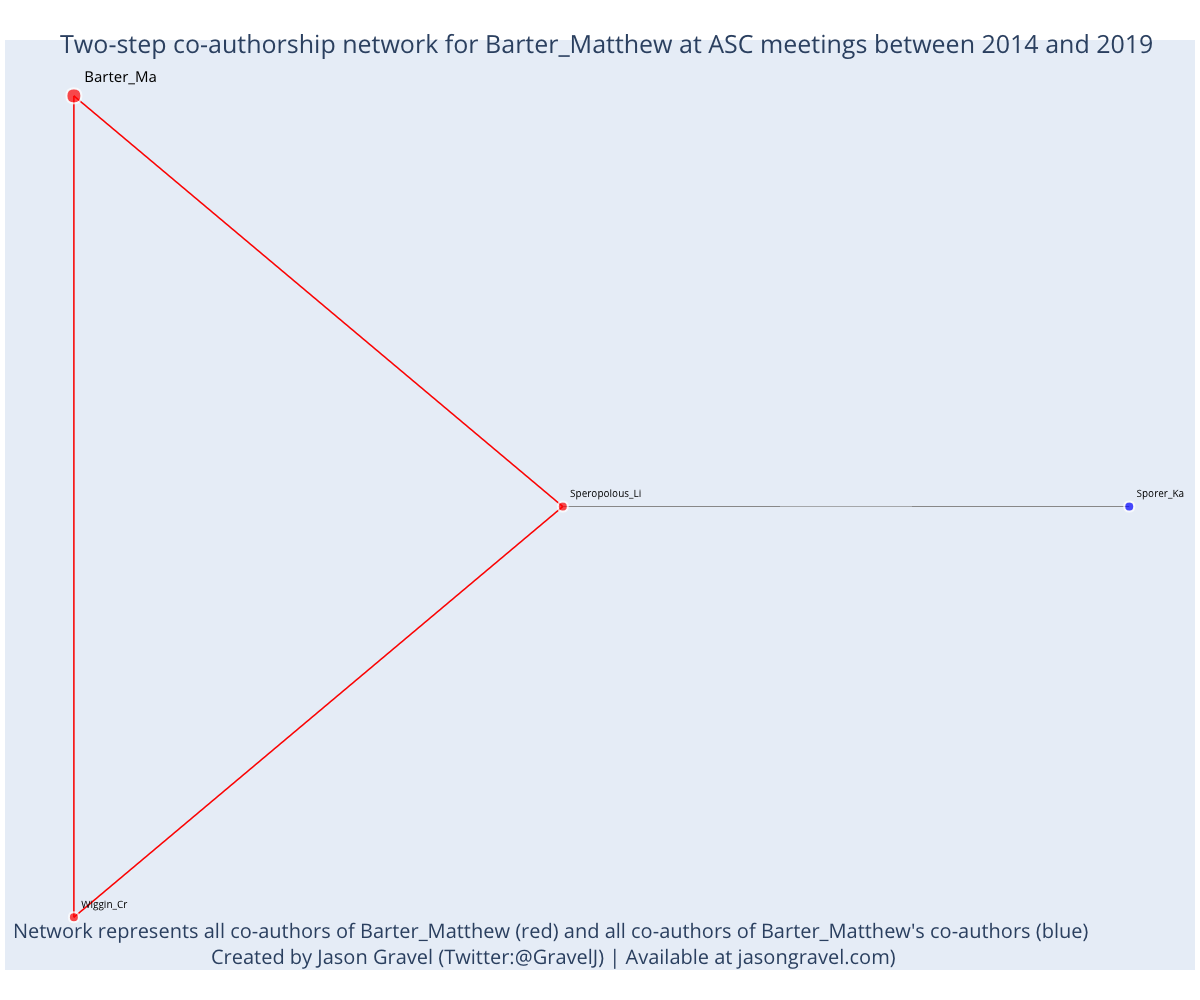 Two-step co-authorship network for Barter_Matthew at ASC meetings between 2014 and 2019
Barter_Ma
Speropolous_Li
Sporer_Ka
Wiggin_Cr
Network represents all co-authors of Barter_Matthew (red) and all co-authors of Barter_Matthew's co-authors (blue)
Created by Jason Gravel (Twitter:@GravelJ) | Available at jasongravel.com)